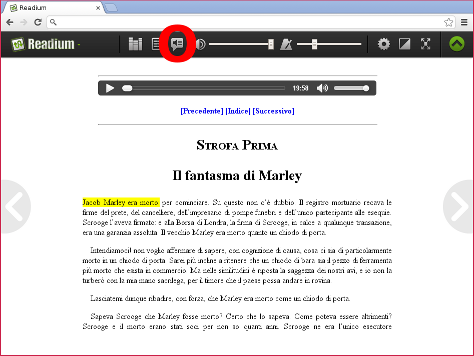 Readium
Readium
19:58
[Precedente] [Indice] [Successivo]
STROFA PRIMA
Il fantasma di Marley
Jacob Marley era morto per cominciare. Su questo non c'è dubbio. Il registro mortuario recava le
firme del prete, del cancelliere, dell'impresario di pompe funebri e dell'unico partecipante alle esequie.
Scrooge l'aveva firmato: e alla Borsa di Londra, la firma di Scrooge, in calce a qualunque transazione,
era una garanzia assoluta. Il vecchio Marley era morto quanto un chiodo di porta.
Intendiamoci! non voglio affermare di sapere, con cognizione di causa, cosa ci sia di particolarmente
morto in un chiodo di porta. Sarei più incline a ritenere che un chiodo di bara sia il pezzo di ferramenta
più morto che esista in commercio. Ma nelle similitudini è riposta la saggezza dei nostri avi, e io non la
turberò con la mia mano sacrilega, per il timore che il paese possa andare in rovina.
Lasciatemi dunque ribadire, con forza, che Marley era morto come un chiodo di porta.
Sapeva Scrooge che Marley fosse morto? Certo che lo sapeva. Come poteva essere altrimenti?
Scrooge e il morto erano stati soci per non so quanti anni. Scrooge ne era l'unico esecutore